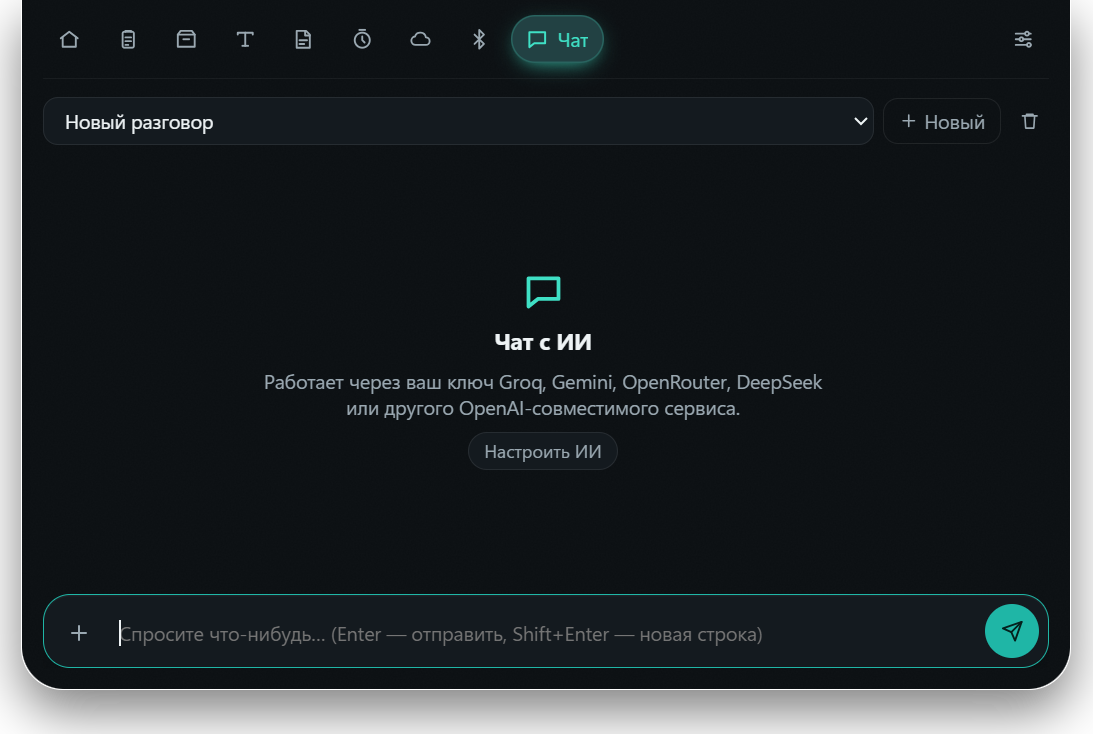 Чат
Новый разговор
Новый
Чат с ИИ
Работает через ваш ключ Groq, Gemini, OpenRouter, DeepSeek
или другого OpenAI-совместимого сервиса.
Настроить ИИ
Спросите что-нибудь... (Enter — отправить, Shift+Enter — новая строка)